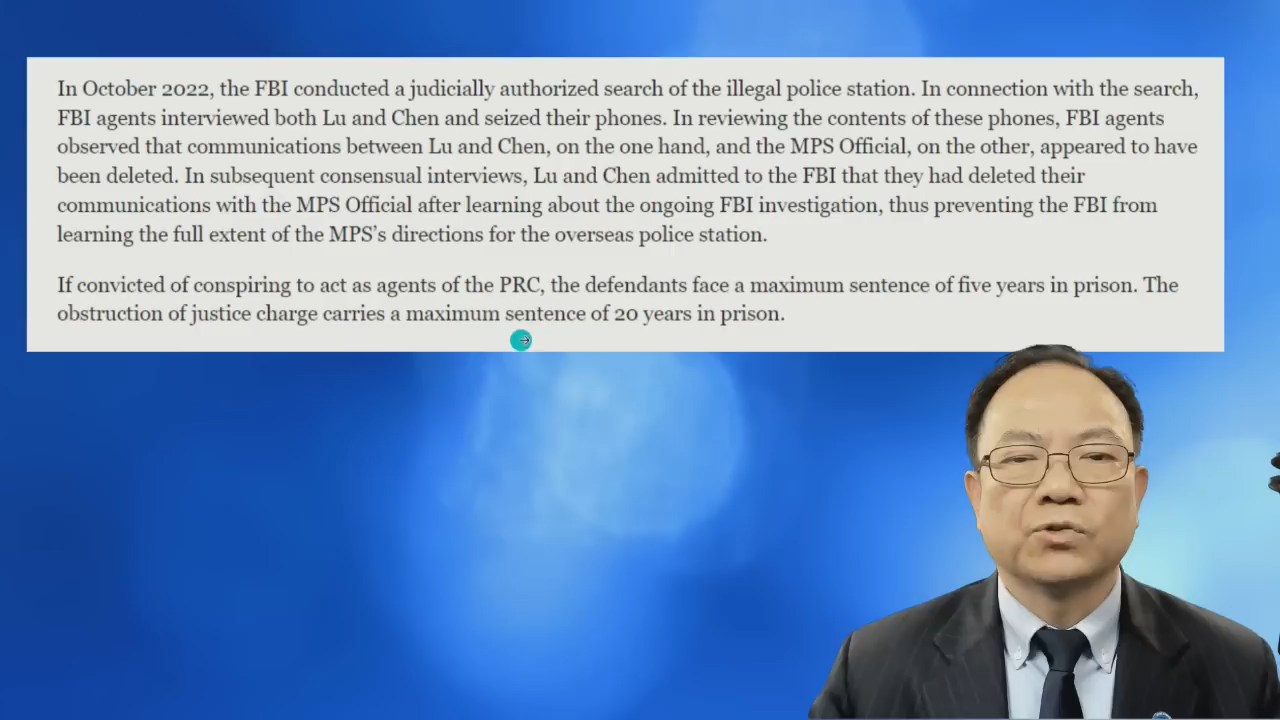 In October 2022, the FBI conducted a judicially authorized search of the illegal police station. In connection with the search,
FBI agents interviewed both Lu and Chen and seized their phones. In reviewing the contents of these phones, FBI agents
observed that communications between Lu and Chen, on the one hand, and the MPS Official, on the other, appeared to have
been deleted. In subsequent consensual interviews, Lu and Chen admitted to the FBI that they had deleted their
communications with the MPS Official after learning about the ongoing FBI investigation, thus preventing the FBI from
learning the full extent of the MPS’s directions for the overseas police station.
If convicted of conspiring to act as agents of the PRC, the defendants face a maximum sentence of five years in prison. The
obstruction of justice charge carries a maximum sentence of 20 years in prison.